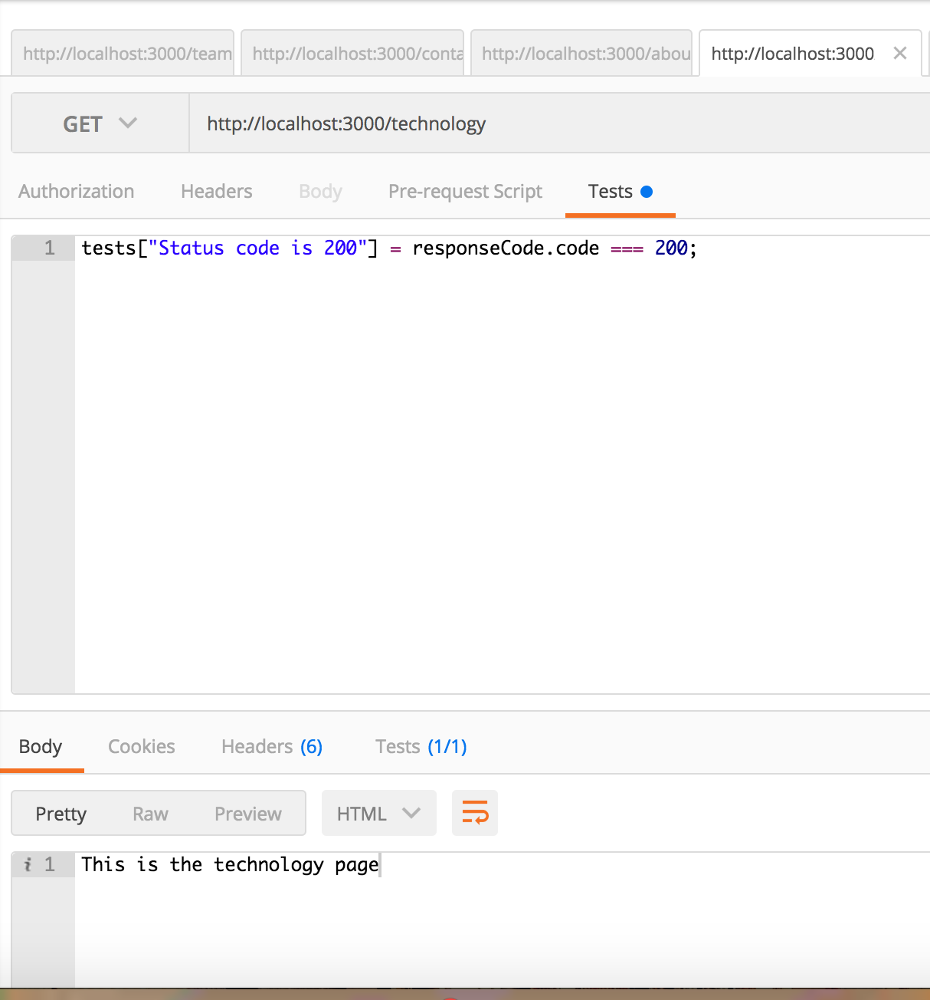 http://localhost:3000/team http://localhost:3000/conta http://localhost:3000/abou http://localhost:3000
GET http://localhost:3000/technology
Authorization Headers Body Pre-request Script Tests
1 tests["Status code is 200"] = responseCode.code === 200;
Body Cookies Headers (6) Tests (1/1)
Pretty Raw Preview HTML
i 1 This is the technology page